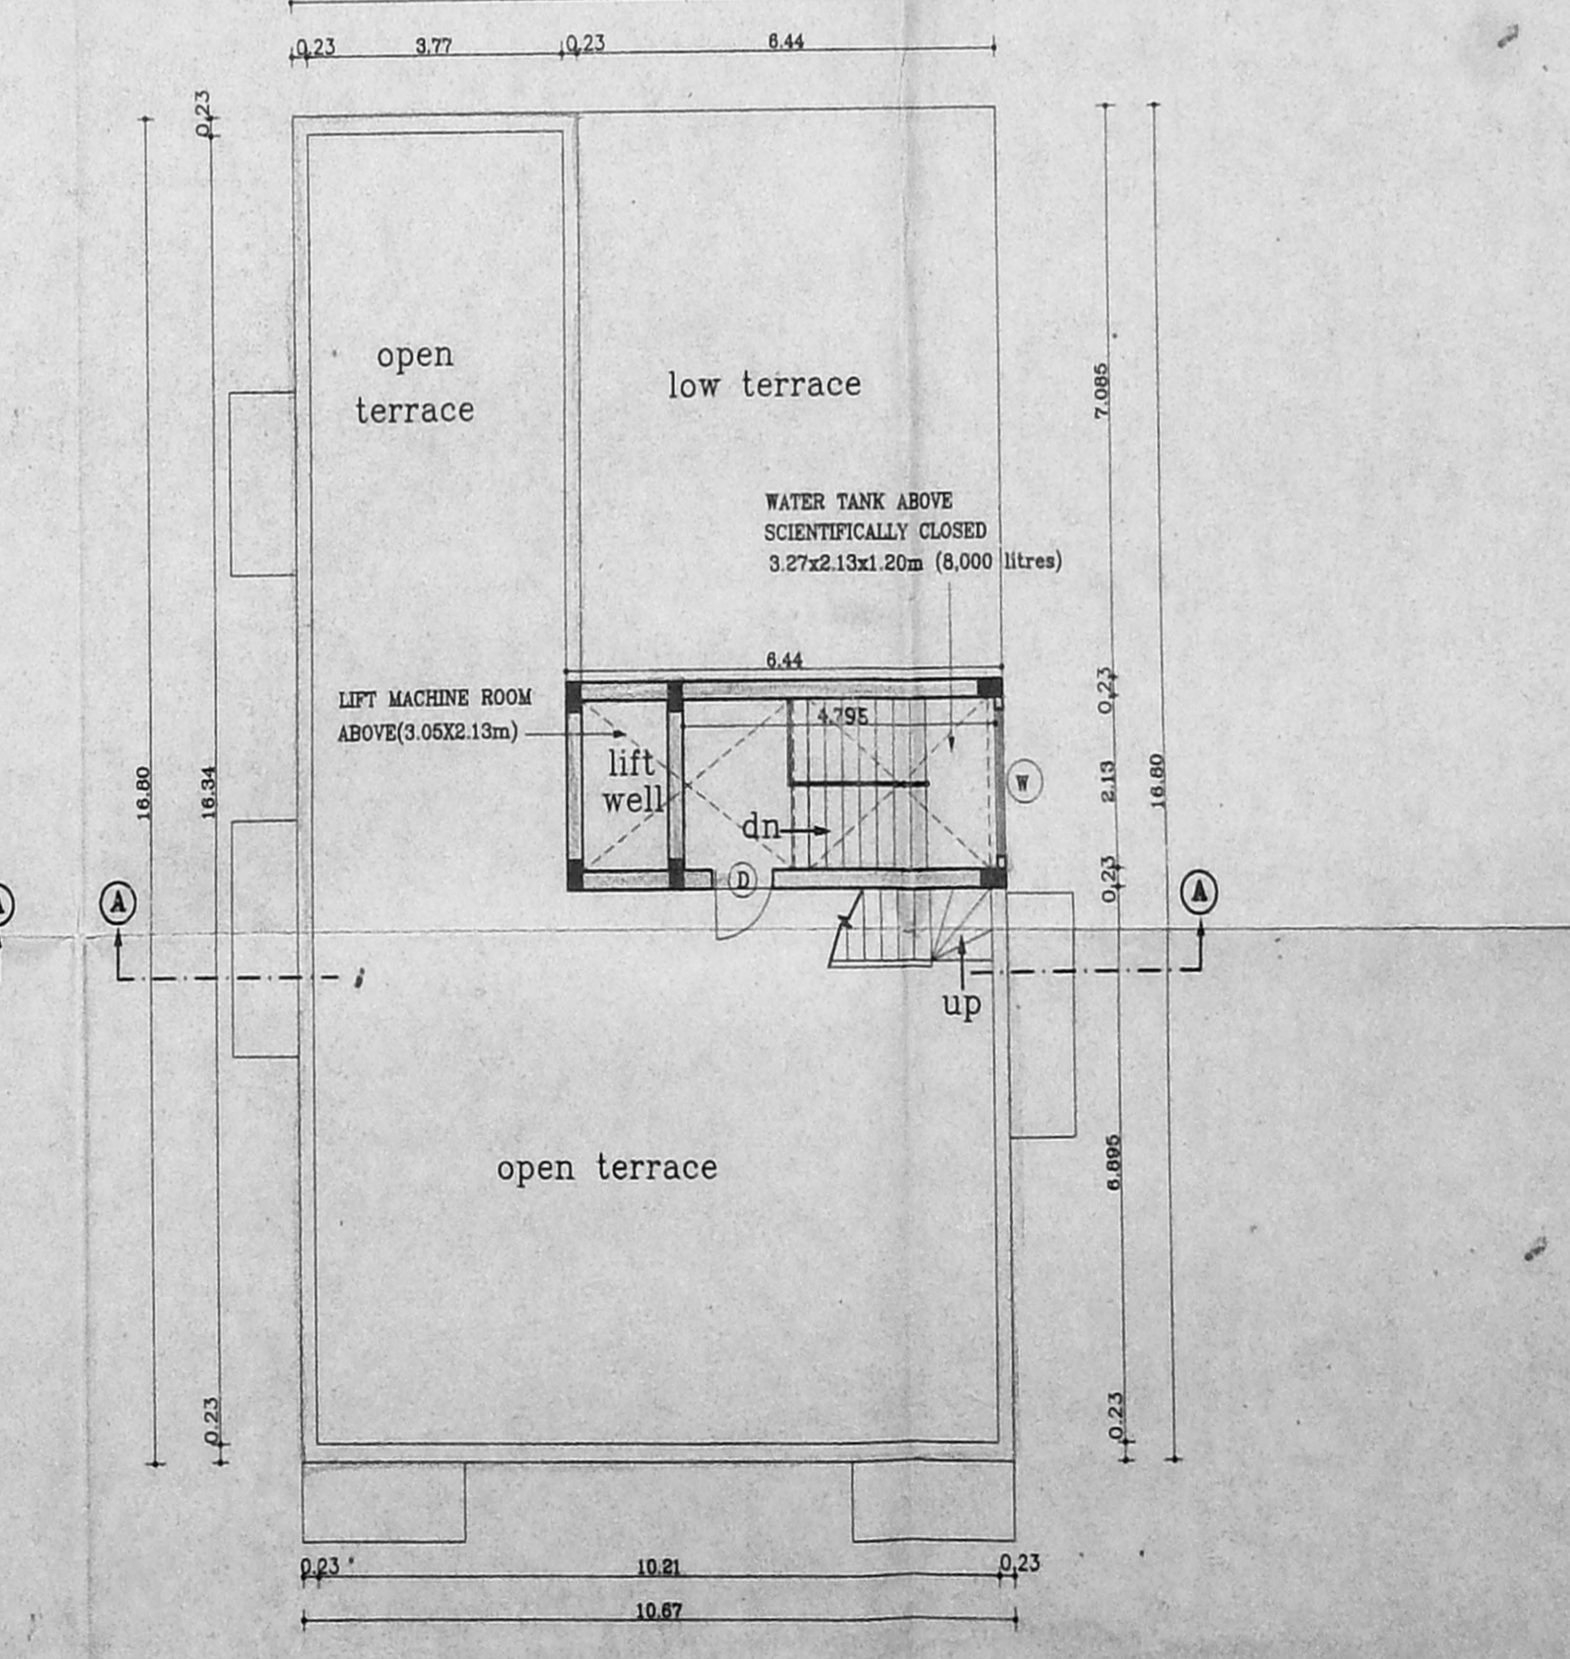 0.23 3.77 0.23 6.44
0.23
open
terrace
low terrace
7.085
WATER TANK ABOVE
SCIENTIFICALLY CLOSED
3.27x2.13x1.20m (8,000 litres)
6.44
0.23
LIFT MACHINE ROOM
ABOVE(3.05X2.13m)
4.795
lift
well
16.80
16.34
2.13
16.80
W
dn
D
0.23
A
A
A
up
open terrace
6.895
0.23
0.23
0.23 10.21 0.23
10.67